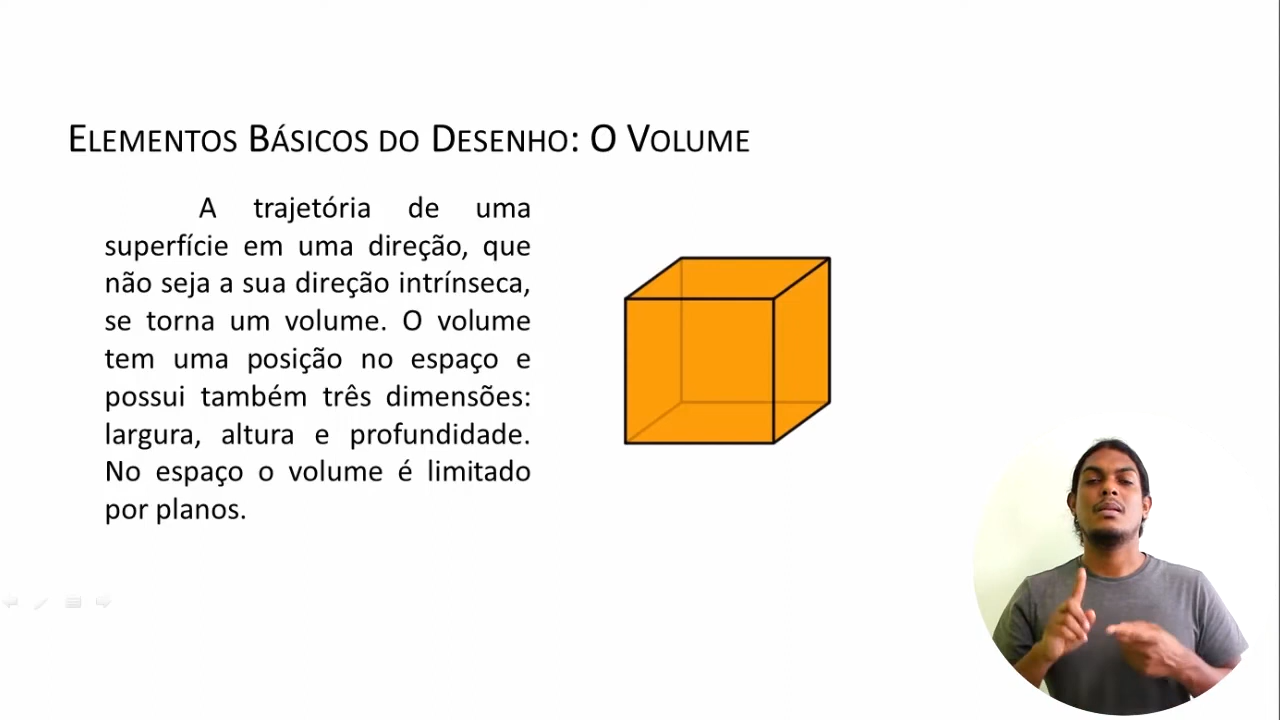 Elementos Básicos do Desenho: O Volume
A trajetória de uma
superfície em uma direção, que
não seja a sua direção intrínseca,
se torna um volume. O volume
tem uma posição no espaço e
possui também três dimensões:
largura, altura e profundidade.
No espaço o volume é limitado
por planos.